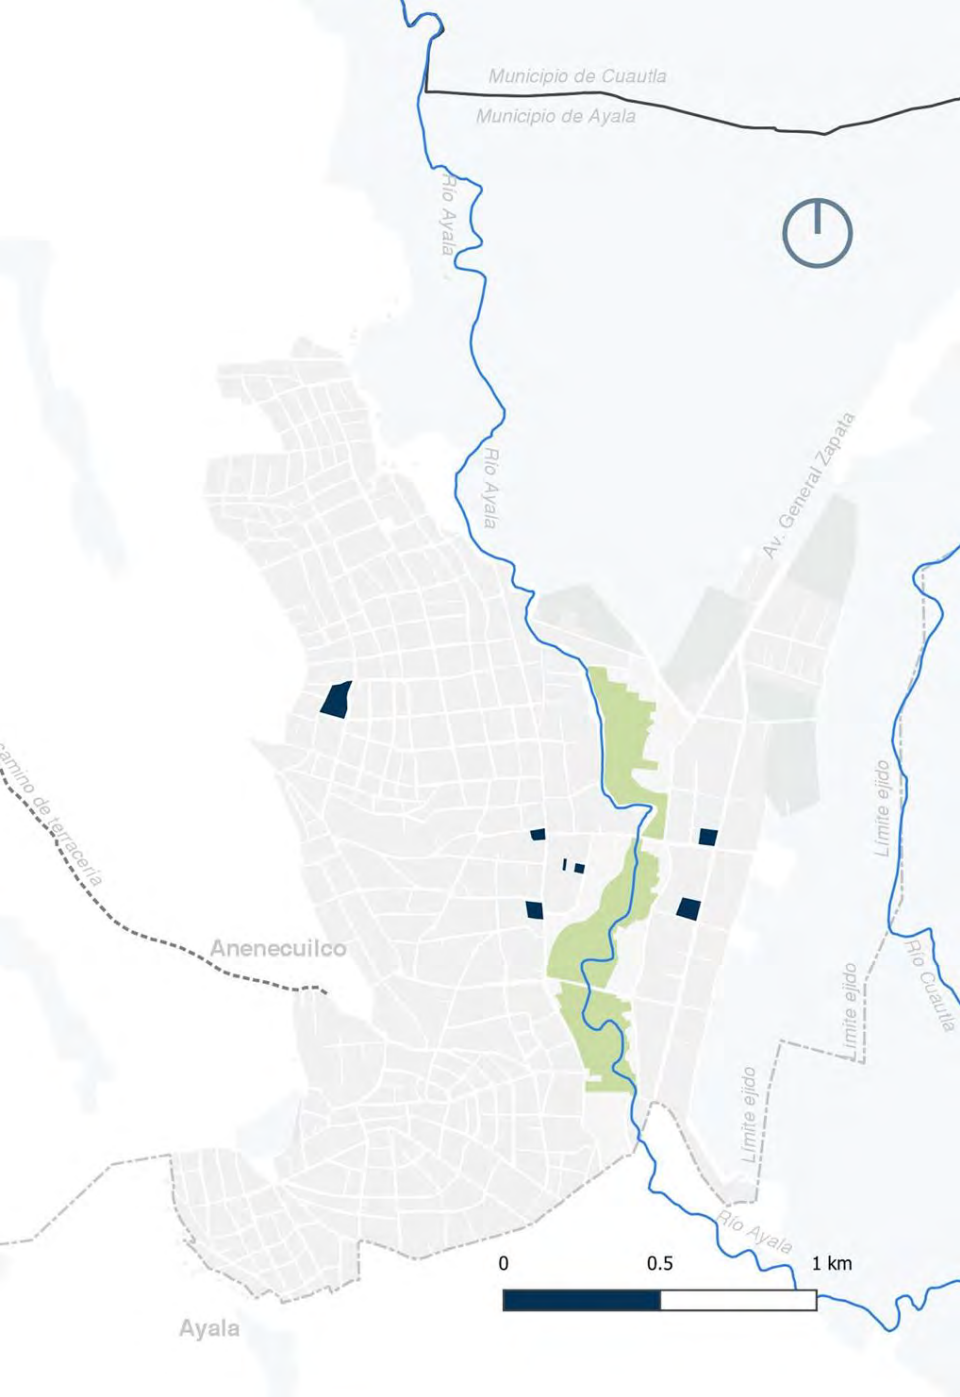 Municipio de Cuautla
Municipio de Ayala
Río Ayala
Av. General Zapata
Río Ayala
Límite ejido
camino de terracería
Anenecuilco
Río Cuautla
Límite ejido
Límite ejido
Río Ayala
0 0.5 1 km
Ayala